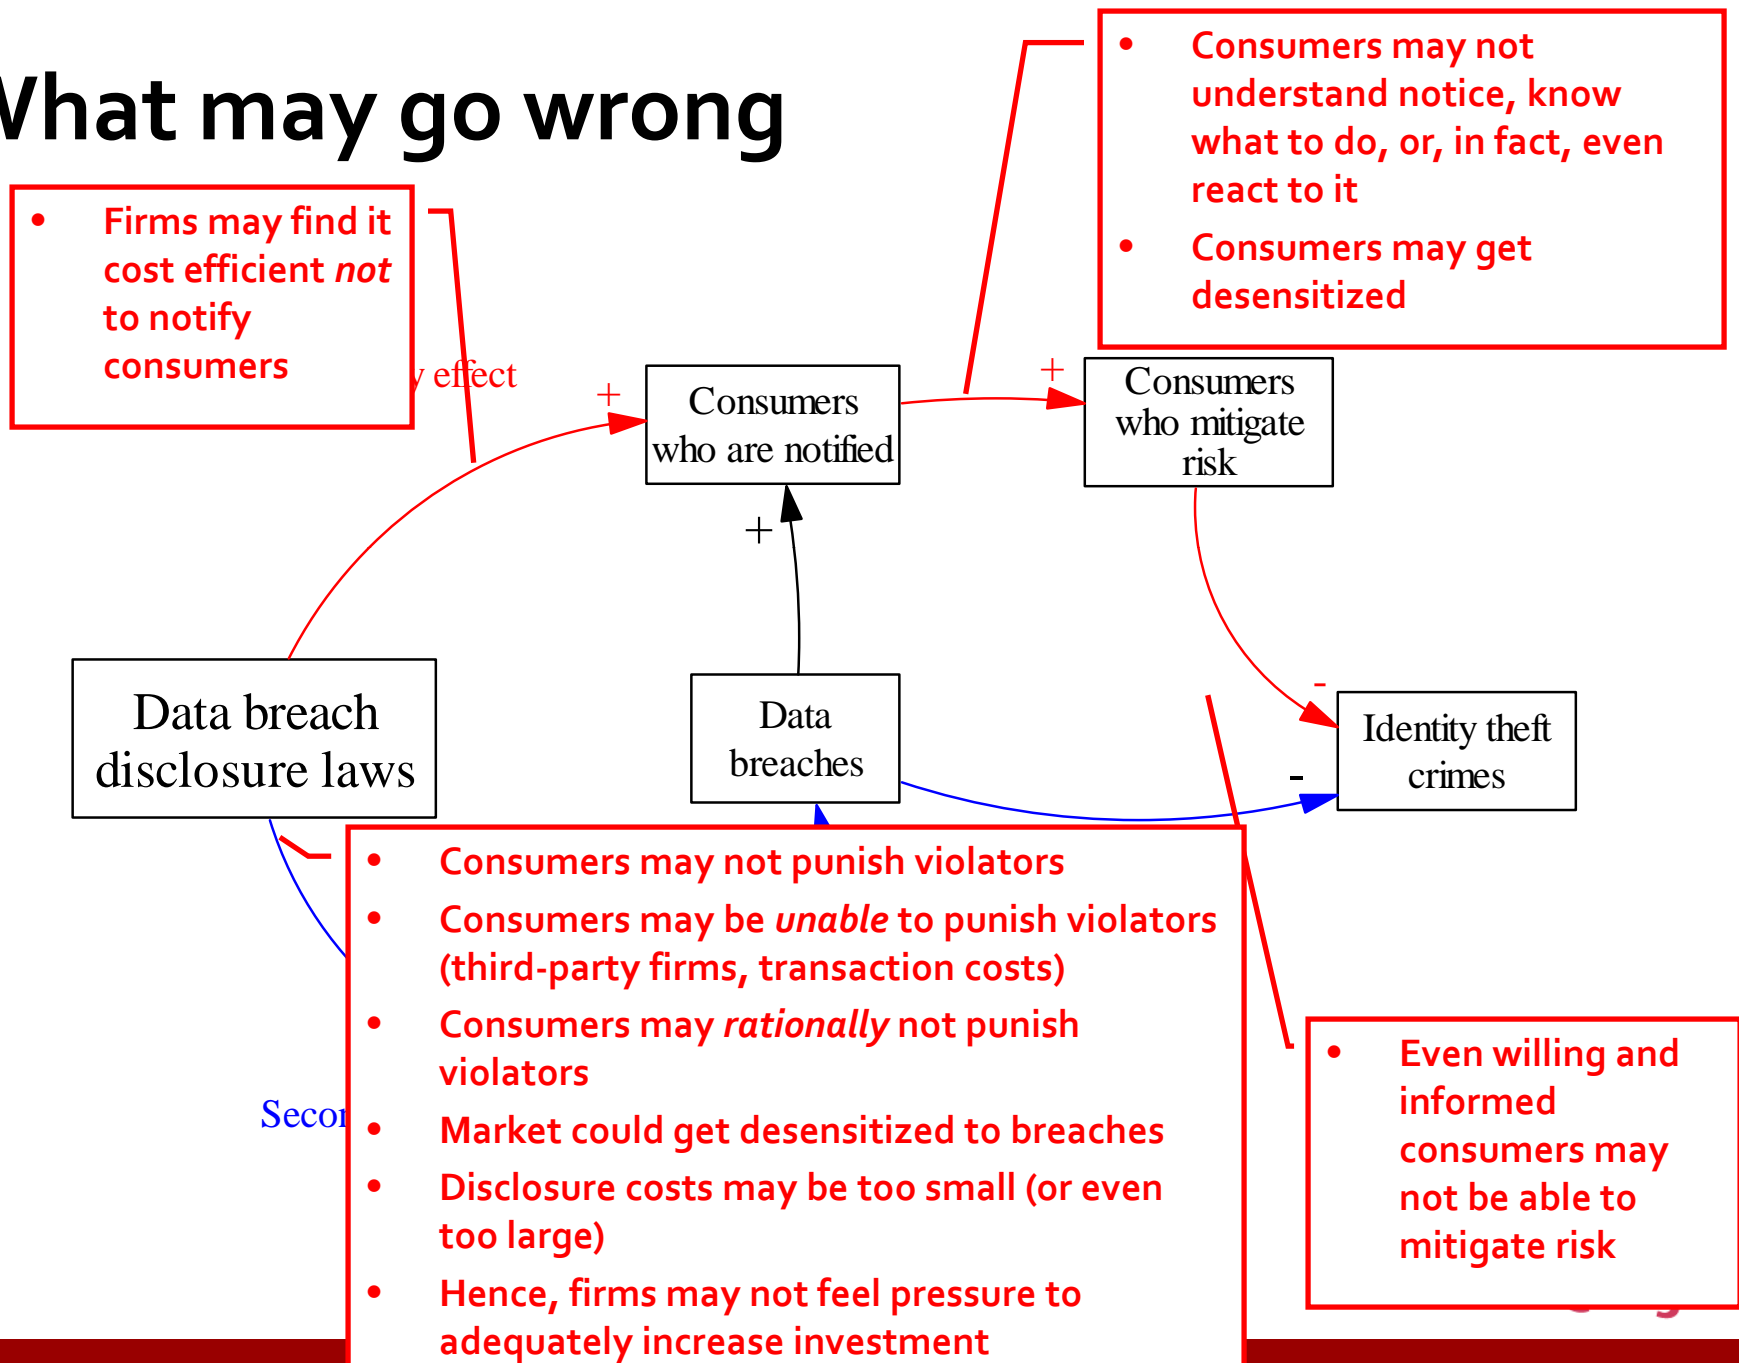 What may go wrong
• Consumers may not
understand notice, know
what to do, or, in fact, even
react to it
• Consumers may get
desensitized
• Firms may find it
cost efficient not
to notify
consumers
effect
+
Consumers
who are notified
+
Consumers
who mitigate
risk
+
Data breach
disclosure laws
Data
breaches
-
Identity theft
crimes
-
• Consumers may not punish violators
• Consumers may be unable to punish violators
(third-party firms, transaction costs)
• Consumers may rationally not punish
violators
• Market could get desensitized to breaches
• Disclosure costs may be too small (or even
too large)
• Hence, firms may not feel pressure to
adequately increase investment
• Even willing and
informed
consumers may
not be able to
mitigate risk